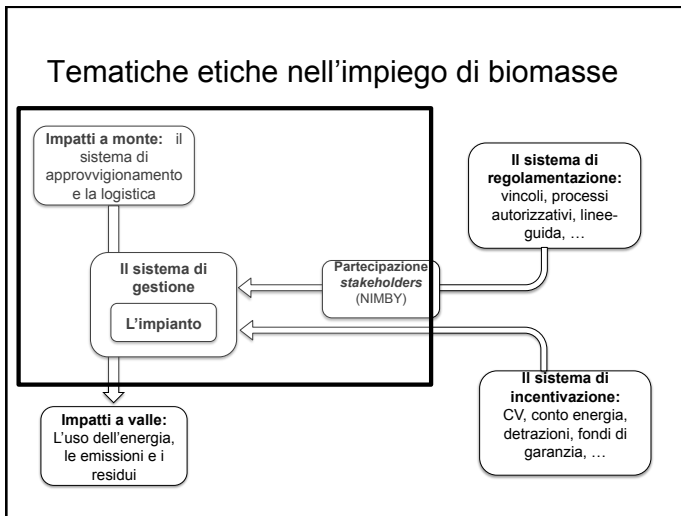 Tematiche etiche nell'impiego di biomasse
Impatti a monte: il
sistema di
approvvigionamento
e la logistica
Il sistema di
regolamentazione:
vincoli, processi
autorizzativi, linee-
guida, …
Il sistema di
gestione
L'impianto
Partecipazione
stakeholders
(NIMBY)
Impatti a valle:
L'uso dell'energia,
le emissioni e i
residui
Il sistema di
incentivazione:
CV, conto energia,
detrazioni, fondi di
garanzia, …